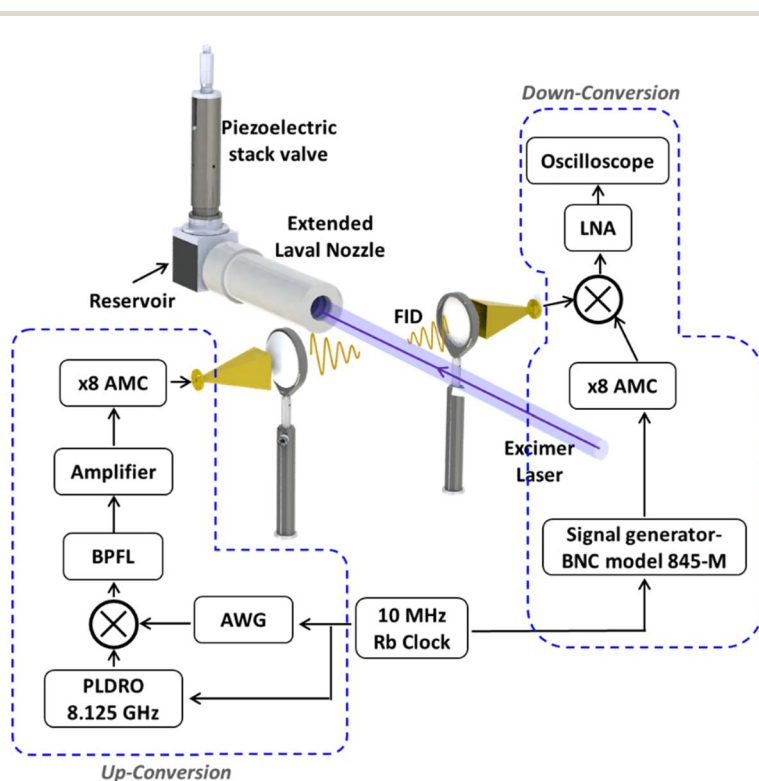 Down-Conversion
Piezoelectric
stack valve
Oscilloscope
LNA
Extended
Laval Nozzle
Reservoir
FID
x8 AMC
x8 AMC
Amplifier
Excimer
Laser
BPFL
Signal generator-
BNC model 845-M
AWG
10 MHz
Rb Clock
PLDRO
8.125 GHz
Up-Conversion